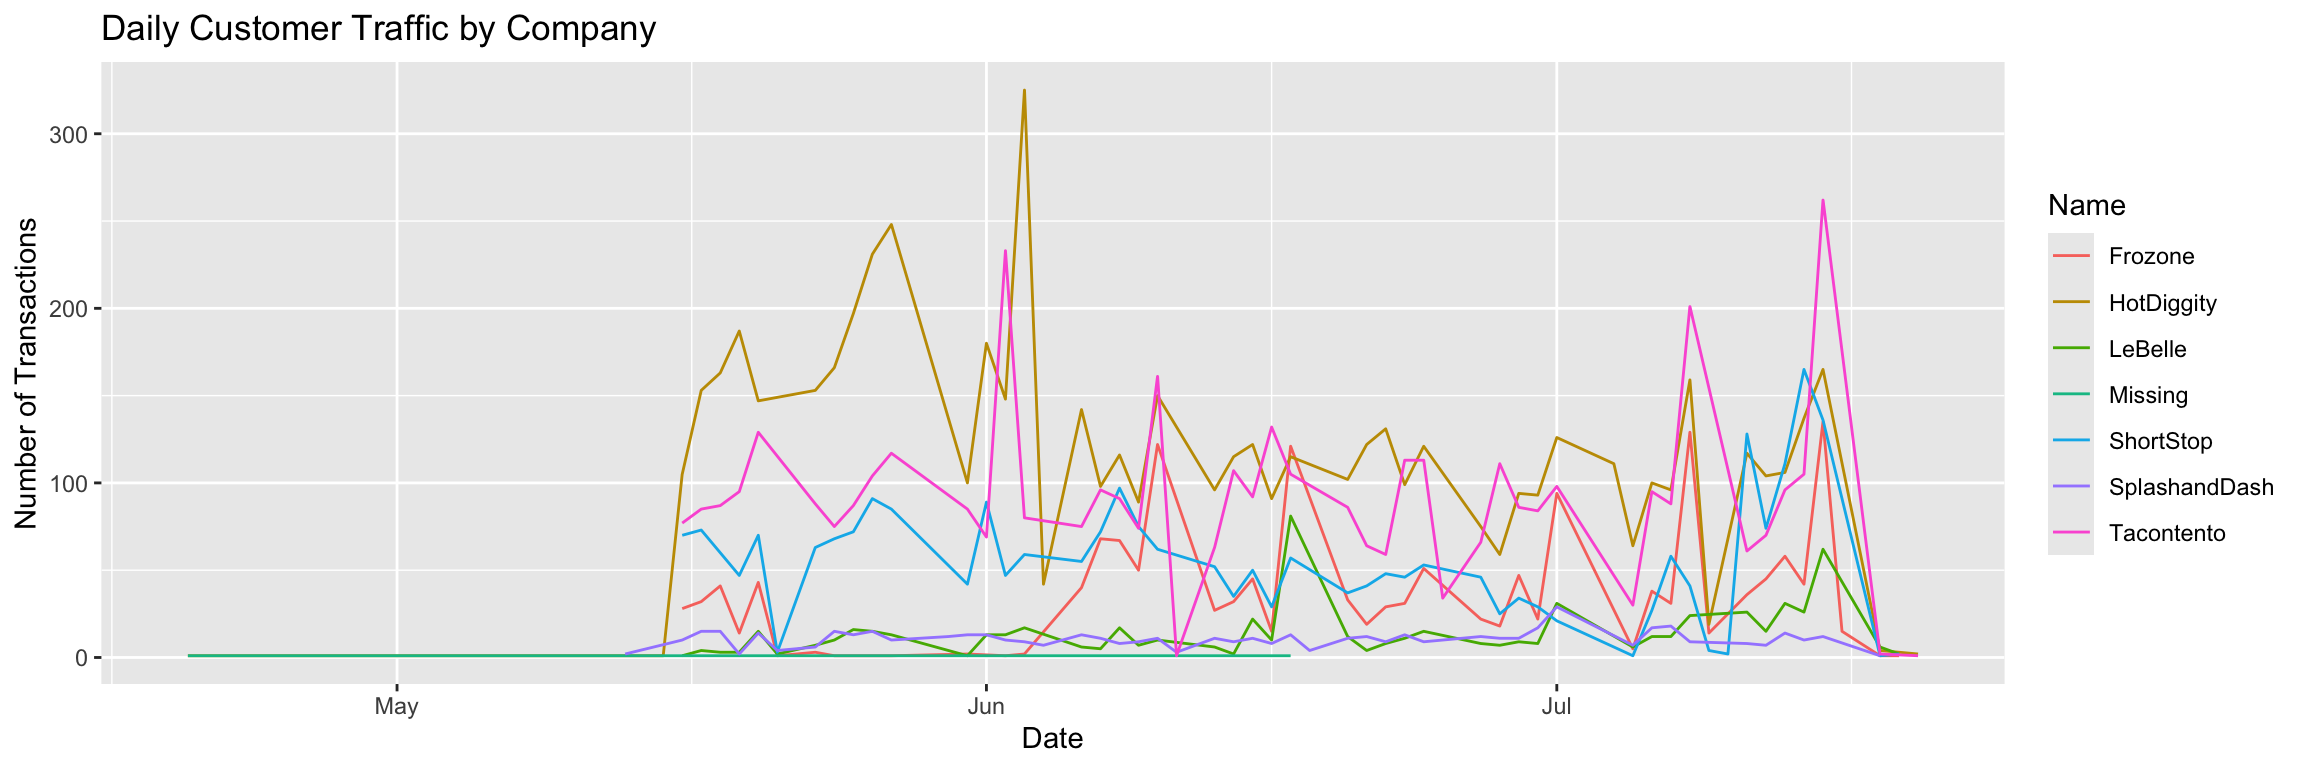 Daily Customer Traffic by Company
Number of Transactions
300
200
100
0
May
Jun
Jul
Date
Name
Frozone
HotDiggity
LeBelle
Missing
ShortStop
SplashandDash
Tacontento